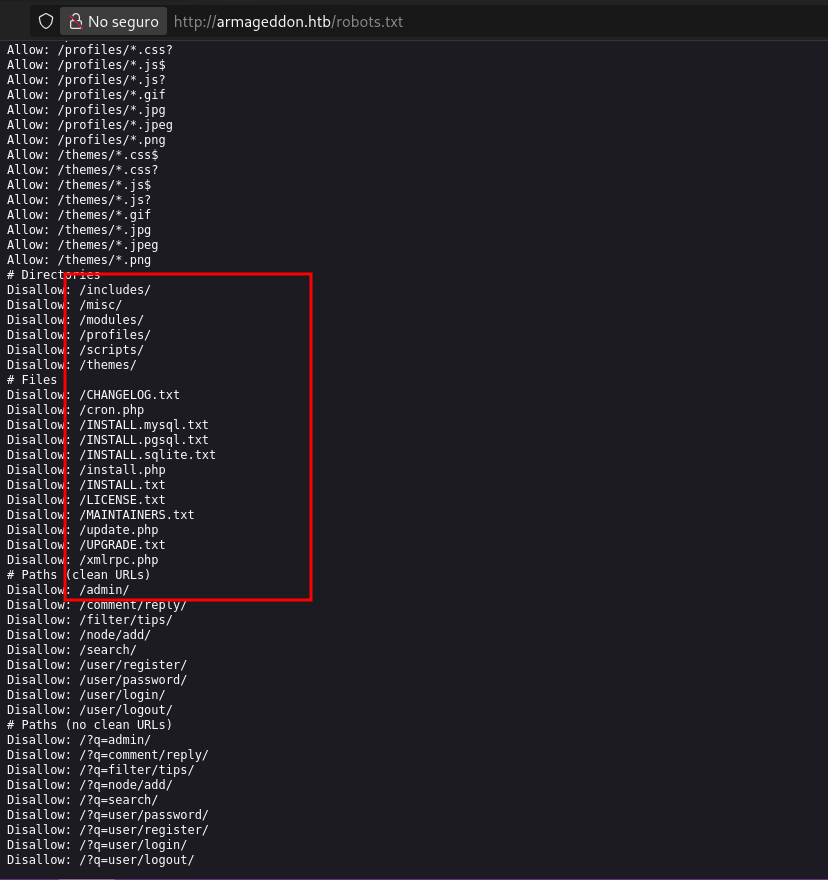 No seguro http://armageddon.htb/robots.txt
Allow: /profiles/*.css?
Allow: /profiles/*.js$
Allow: /profiles/*.js?
Allow: /profiles/*.gif
Allow: /profiles/*.jpg
Allow: /profiles/*.jpeg
Allow: /profiles/*.png
Allow: /themes/*.css$
Allow: /themes/*.css?
Allow: /themes/*.js$
Allow: /themes/*.js?
Allow: /themes/*.gif
Allow: /themes/*.jpg
Allow: /themes/*.jpeg
Allow: /themes/*.png
# Directories
Disallow: /includes/
Disallow: /misc/
Disallow: /modules/
Disallow: /profiles/
Disallow: /scripts/
Disallow: /themes/
# Files
Disallow: /CHANGELOG.txt
Disallow: /cron.php
Disallow: /INSTALL.mysql.txt
Disallow: /INSTALL.pgsql.txt
Disallow: /INSTALL.sqlite.txt
Disallow: /install.php
Disallow: /INSTALL.txt
Disallow: /LICENSE.txt
Disallow: /MAINTAINERS.txt
Disallow: /update.php
Disallow: /UPGRADE.txt
Disallow: /xmlrpc.php
# Paths (clean URLs)
Disallow: /admin/
Disallow: /comment/reply/
Disallow: /filter/tips/
Disallow: /node/add/
Disallow: /search/
Disallow: /user/register/
Disallow: /user/password/
Disallow: /user/login/
Disallow: /user/logout/
# Paths (no clean URLs)
Disallow: /?q=admin/
Disallow: /?q=comment/reply/
Disallow: /?q=filter/tips/
Disallow: /?q=node/add/
Disallow: /?q=search/
Disallow: /?q=user/password/
Disallow: /?q=user/register/
Disallow: /?q=user/login/
Disallow: /?q=user/logout/